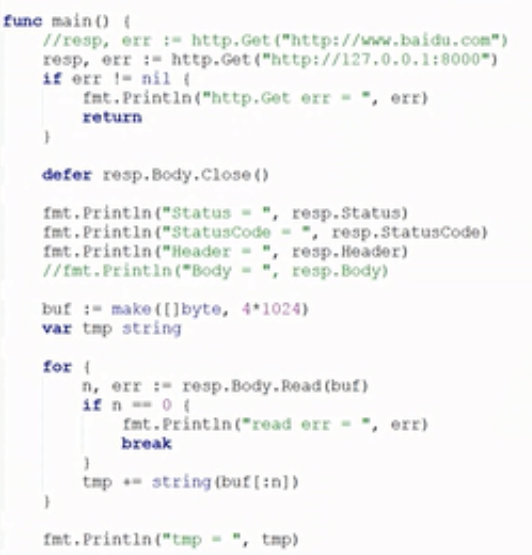 func main() {
    //resp, err := http.Get("http://www.baidu.com")
    resp, err := http.Get("http://127.0.0.1:8000")
    if err != nil {
        fmt.Println("http.Get err = ", err)
        return
    }

    defer resp.Body.Close()

    fmt.Println("Status = ", resp.Status)
    fmt.Println("StatusCode = ", resp.StatusCode)
    fmt.Println("Header = ", resp.Header)
    //fmt.Println("Body = ", resp.Body)

    buf := make([]byte, 4*1024)
    var tmp string

    for {
        n, err := resp.Body.Read(buf)
        if n == 0 {
            fmt.Println("read err = ", err)
            break
        }
        tmp += string(buf[:n])
    }

    fmt.Println("tmp = ", tmp)